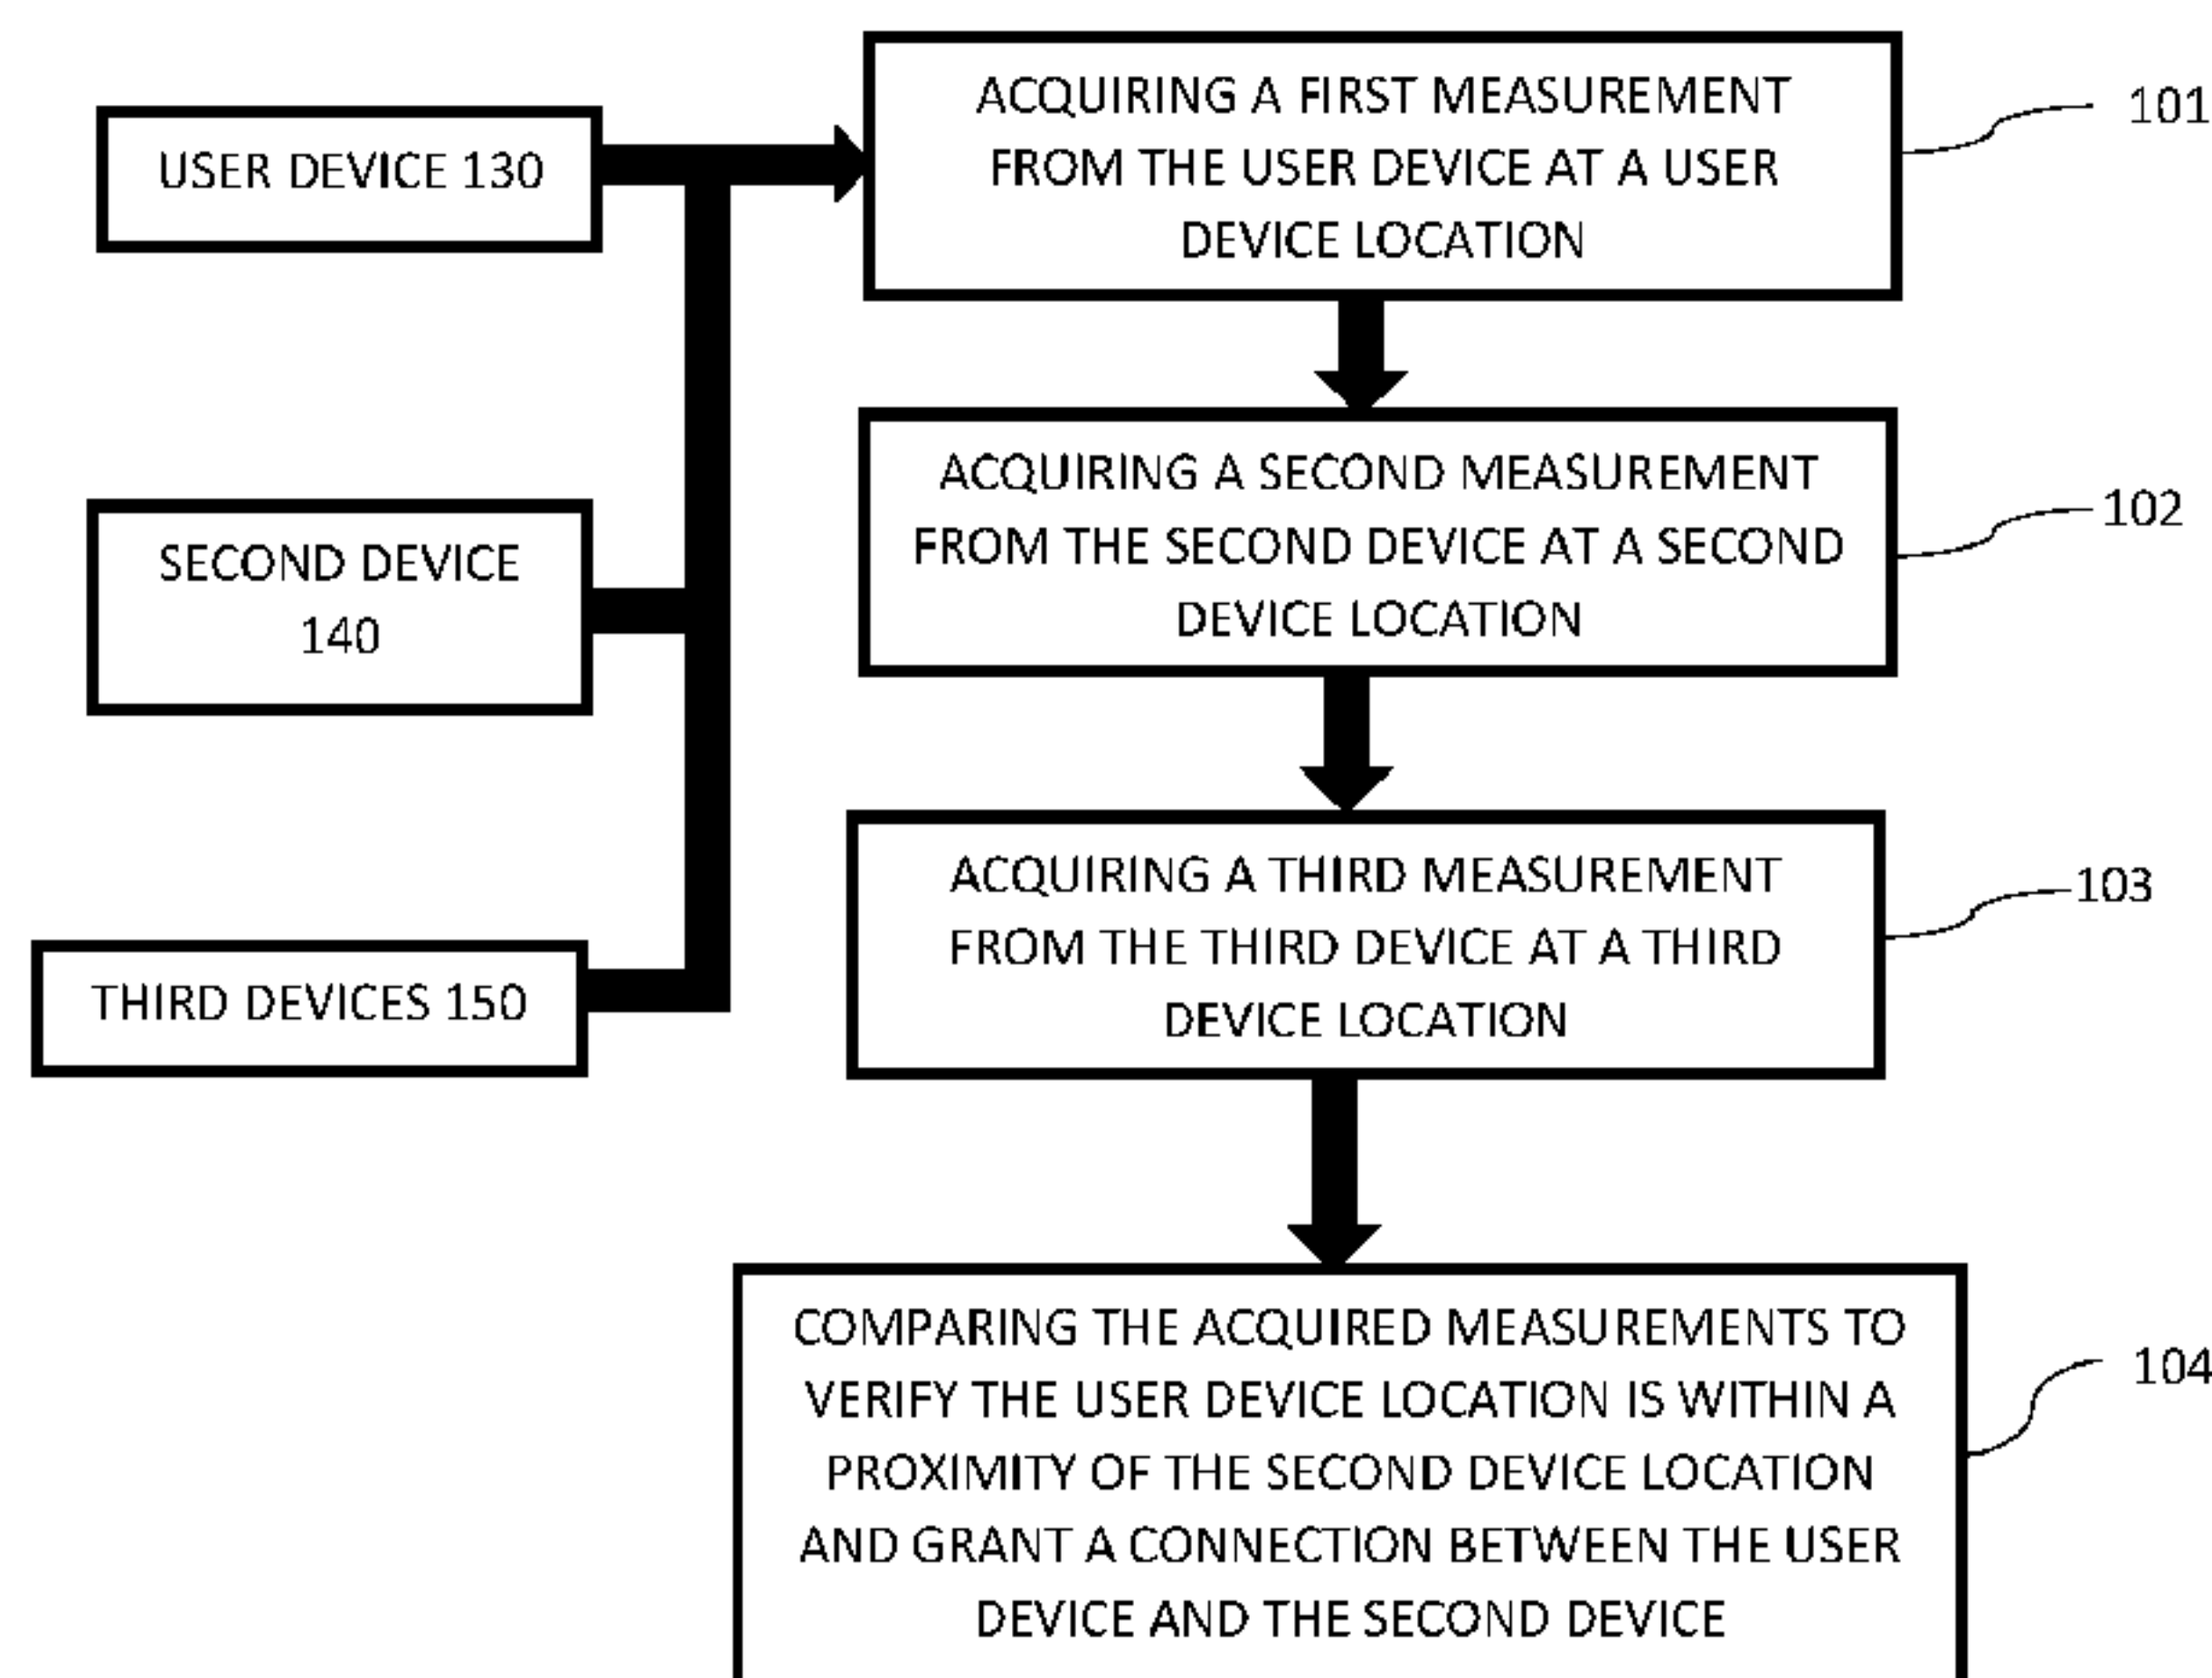 USER DEVICE 130
SECOND DEVICE
140
THIRD DEVICES 150
ACQUIRING A FIRST MEASUREMENT
FROM THE USER DEVICE AT A USER
DEVICE LOCATION
101
ACQUIRING A SECOND MEASUREMENT
FROM THE SECOND DEVICE AT A SECOND
DEVICE LOCATION
102
ACQUIRING A THIRD MEASUREMENT
FROM THE THIRD DEVICE AT A THIRD
DEVICE LOCATION
103
COMPARING THE ACQUIRED MEASUREMENTS TO
VERIFY THE USER DEVICE LOCATION IS WITHIN A
PROXIMITY OF THE SECOND DEVICE LOCATION
AND GRANT A CONNECTION BETWEEN THE USER
DEVICE AND THE SECOND DEVICE
104